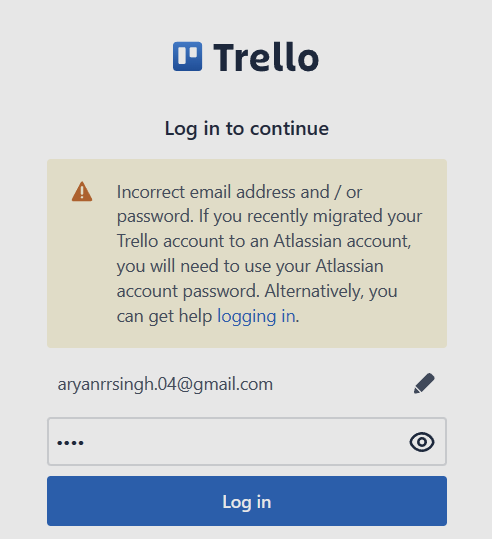 Trello
Log in to continue
Incorrect email address and / or
password. If you recently migrated your
Trello account to an Atlassian account,
you will need to use your Atlassian
account password. Alternatively, you
can get help logging in.
aryanrrsingh.04@gmail.com
••••
Log in